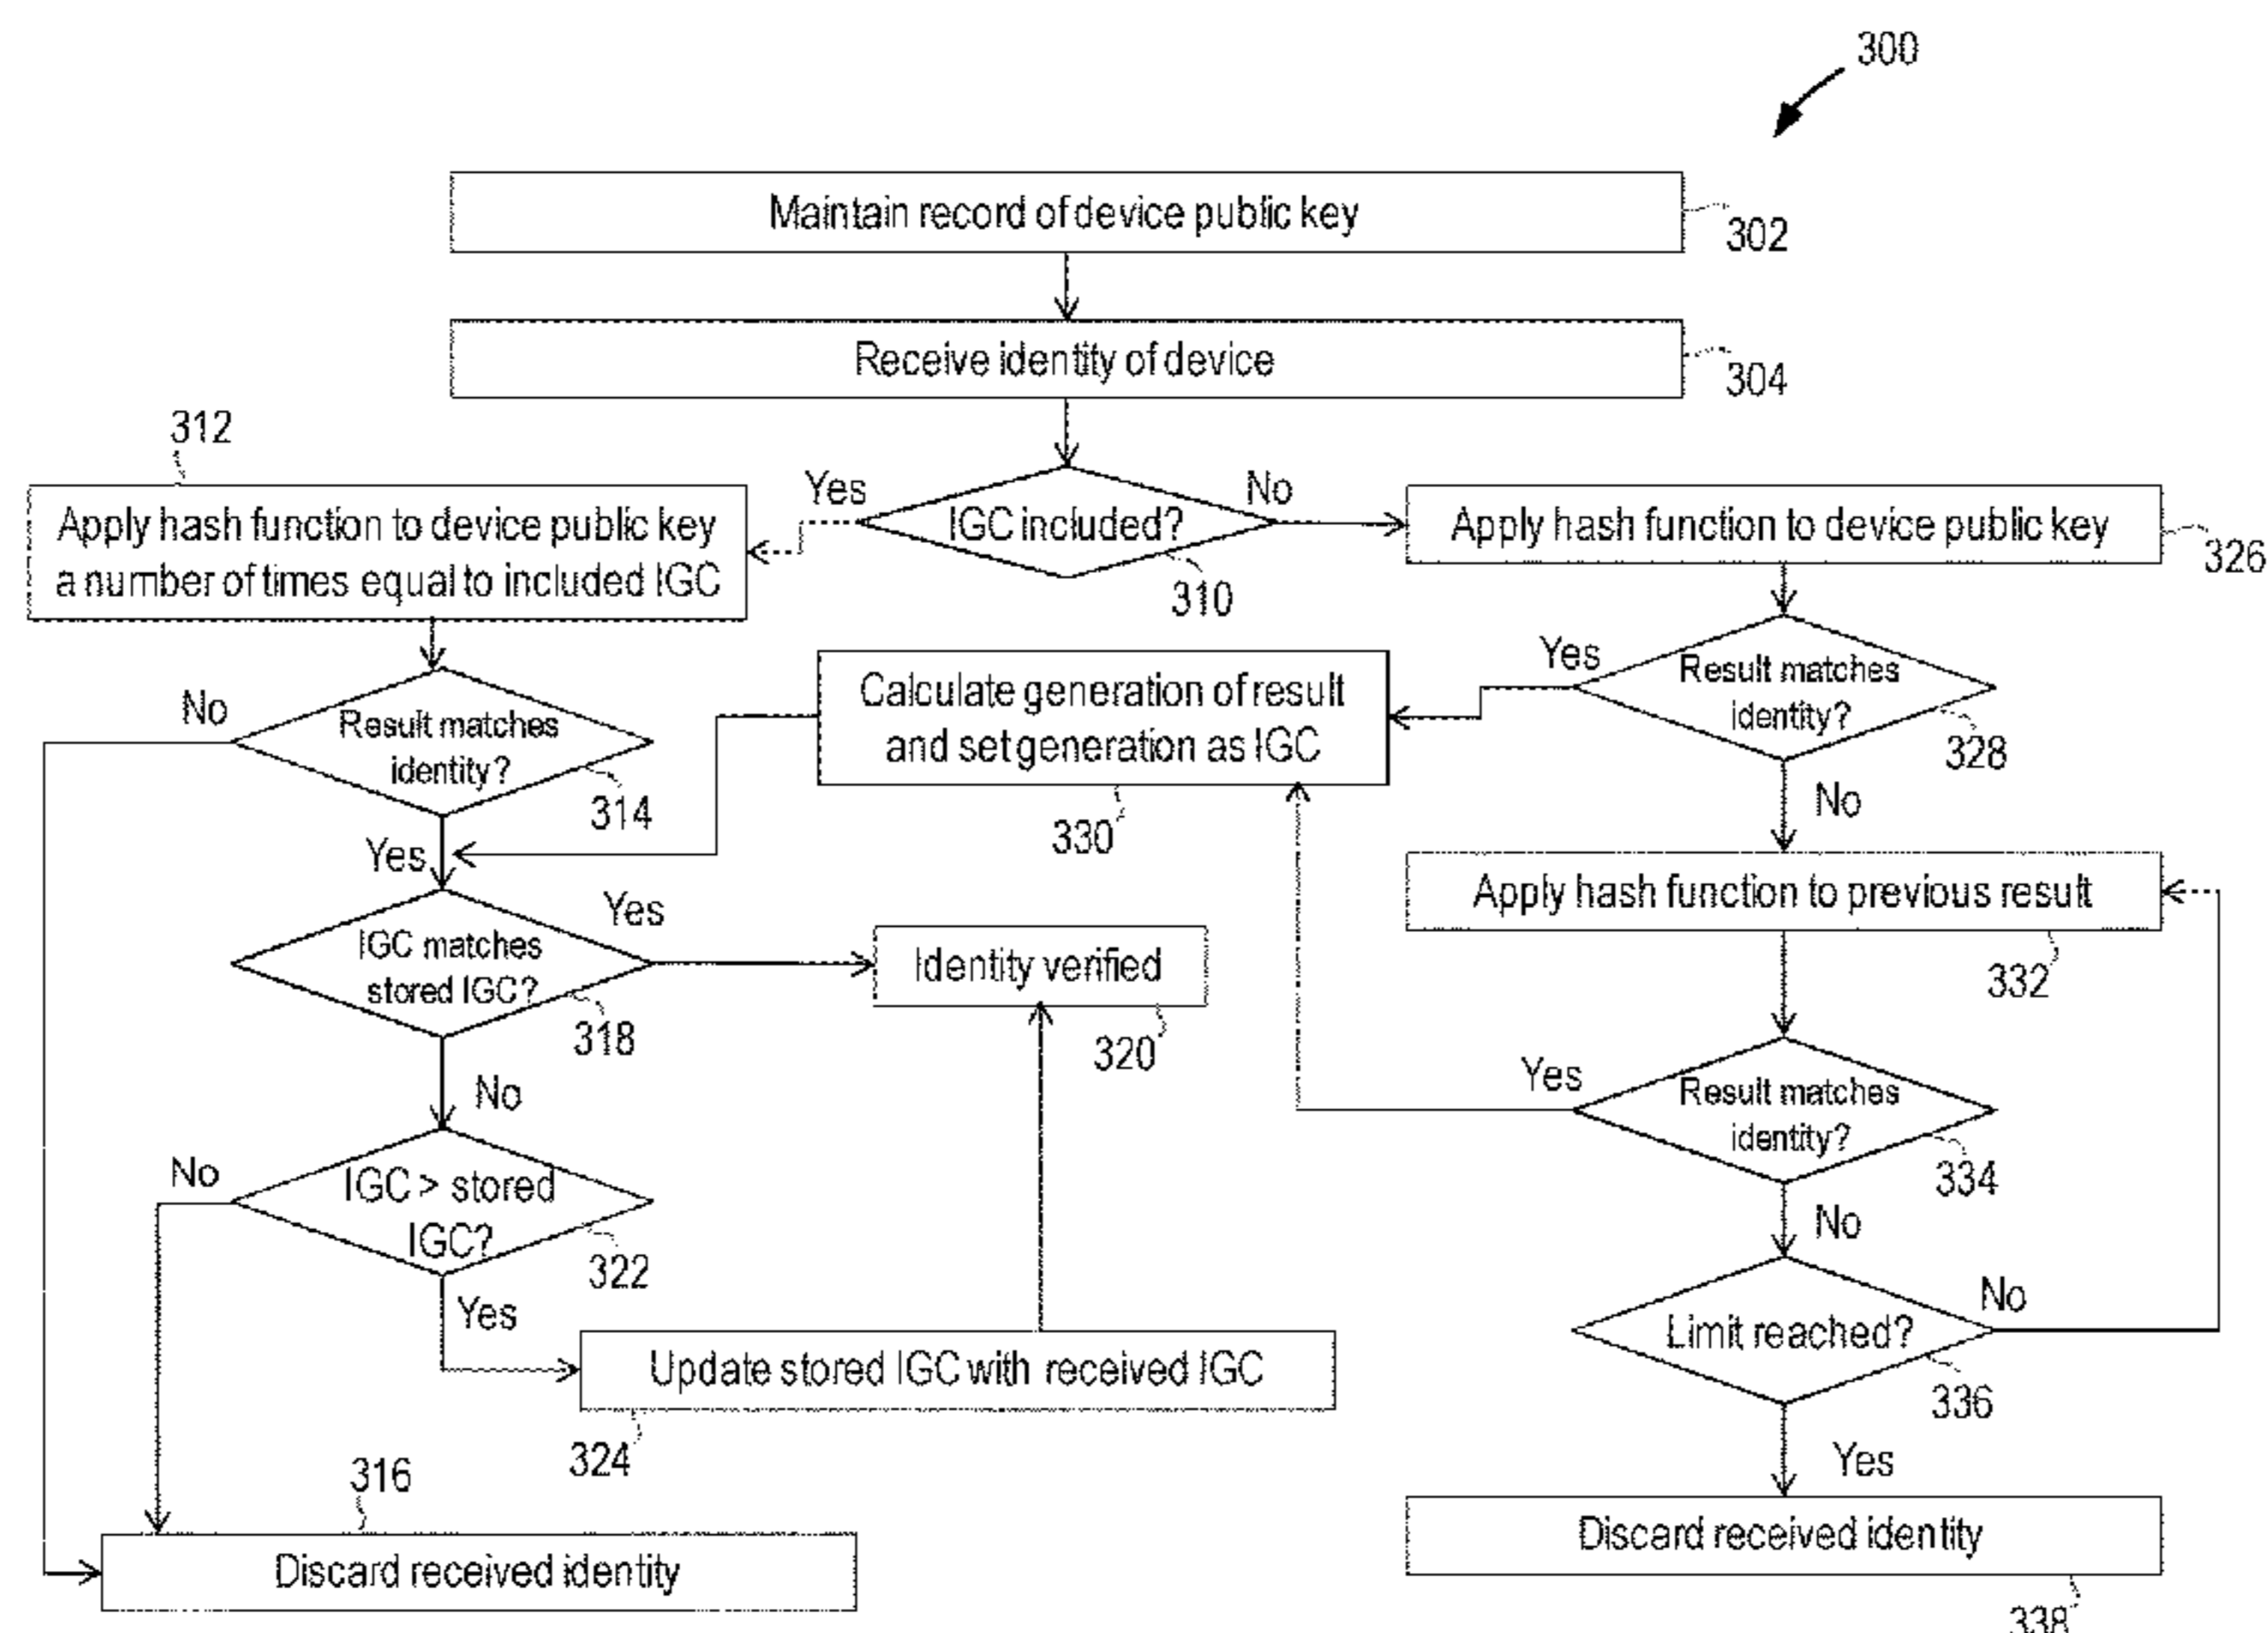 300
Maintain record of device public key
302
Receive identity of device
304
312
Yes
IGC included?
No
310
Apply hash function to device public key
a number of times equal to included IGC
Apply hash function to device public key
326
No
Result matches
identity?
314
Calculate generation of result
and set generation as IGC
330
Yes
Result matches
identity?
328
No
Yes
IGC matches
stored IGC?
318
Yes
Identity verified
320
Apply hash function to previous result
332
No
Yes
Result matches
identity?
334
No
No
IGC > stored
IGC?
322
Yes
Update stored IGC with received IGC
324
Limit reached?
No
336
Yes
316
Discard received identity
Discard received identity
338